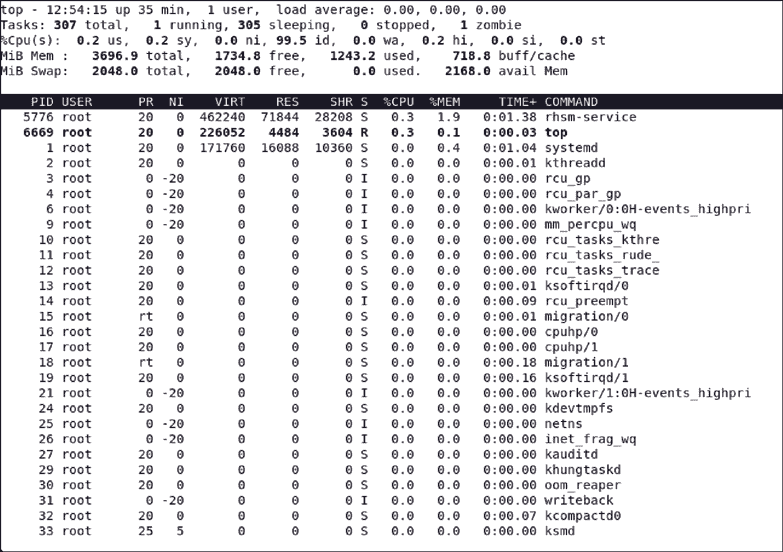 top - 12:54:15 up 35 min,  1 user,  load average: 0.00, 0.00, 0.00
Tasks: 307 total,   1 running, 305 sleeping,   0 stopped,   1 zombie
%Cpu(s):  0.2 us,  0.2 sy,  0.0 ni, 99.5 id,  0.0 wa,  0.2 hi,  0.0 si,  0.0 st
MiB Mem :   3696.9 total,   1734.8 free,   1243.2 used,    718.8 buff/cache
MiB Swap:   2048.0 total,   2048.0 free,      0.0 used.   2168.0 avail Mem
PID USER PR NI VIRT RES SHR S %CPU %MEM TIME+ COMMAND
5776 root 20 0 462240 71844 28208 S 0.3 1.9 0:01.38 rhsm-service
6669 root 20 0 226052 4484 3604 R 0.3 0.1 0:00.03 top
1 root 20 0 171760 16088 10360 S 0.0 0.4 0:01.04 systemd
2 root 20 0 0 0 0 S 0.0 0.0 0:00.01 kthreadd
3 root 0 -20 0 0 0 I 0.0 0.0 0:00.00 rcu_gp
4 root 0 -20 0 0 0 I 0.0 0.0 0:00.00 rcu_par_gp
6 root 0 -20 0 0 0 I 0.0 0.0 0:00.00 kworker/0:0H-events_highpri
9 root 0 -20 0 0 0 I 0.0 0.0 0:00.00 mm_percpu_wq
10 root 20 0 0 0 0 S 0.0 0.0 0:00.00 rcu_tasks_kthre
11 root 20 0 0 0 0 S 0.0 0.0 0:00.00 rcu_tasks_rude_
12 root 20 0 0 0 0 S 0.0 0.0 0:00.00 rcu_tasks_trace
13 root 20 0 0 0 0 S 0.0 0.0 0:00.01 ksoftirqd/0
14 root 20 0 0 0 0 I 0.0 0.0 0:00.09 rcu_preempt
15 root rt 0 0 0 0 S 0.0 0.0 0:00.01 migration/0
16 root 20 0 0 0 0 S 0.0 0.0 0:00.00 cpuhp/0
17 root 20 0 0 0 0 S 0.0 0.0 0:00.00 cpuhp/1
18 root rt 0 0 0 0 S 0.0 0.0 0:00.18 migration/1
19 root 20 0 0 0 0 S 0.0 0.0 0:00.16 ksoftirqd/1
21 root 0 -20 0 0 0 I 0.0 0.0 0:00.00 kworker/1:0H-events_highpri
24 root 20 0 0 0 0 S 0.0 0.0 0:00.00 kdevtmpfs
25 root 0 -20 0 0 0 I 0.0 0.0 0:00.00 netns
26 root 0 -20 0 0 0 I 0.0 0.0 0:00.00 inet_frag_wq
27 root 20 0 0 0 0 S 0.0 0.0 0:00.00 kauditd
29 root 20 0 0 0 0 S 0.0 0.0 0:00.00 khungtaskd
30 root 20 0 0 0 0 S 0.0 0.0 0:00.00 oom_reaper
31 root 0 -20 0 0 0 I 0.0 0.0 0:00.00 writeback
32 root 20 0 0 0 0 S 0.0 0.0 0:00.07 kcompactd0
33 root 25 5 0 0 0 S 0.0 0.0 0:00.00 ksmd